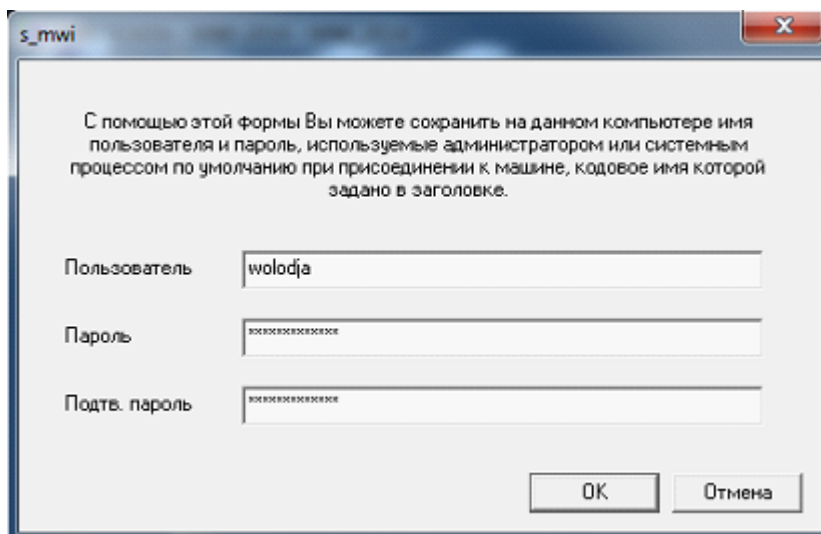 s_mwi
С помощью этой формы Вы можете сохранить на данном компьютере имя
пользователя и пароль, используемые администратором или системным
процессом по умолчанию при присоединении к машине, кодовое имя которой
задано в заголовке.
Пользователь wolodja
Пароль *************
Подтв. пароль *************
OK Отмена